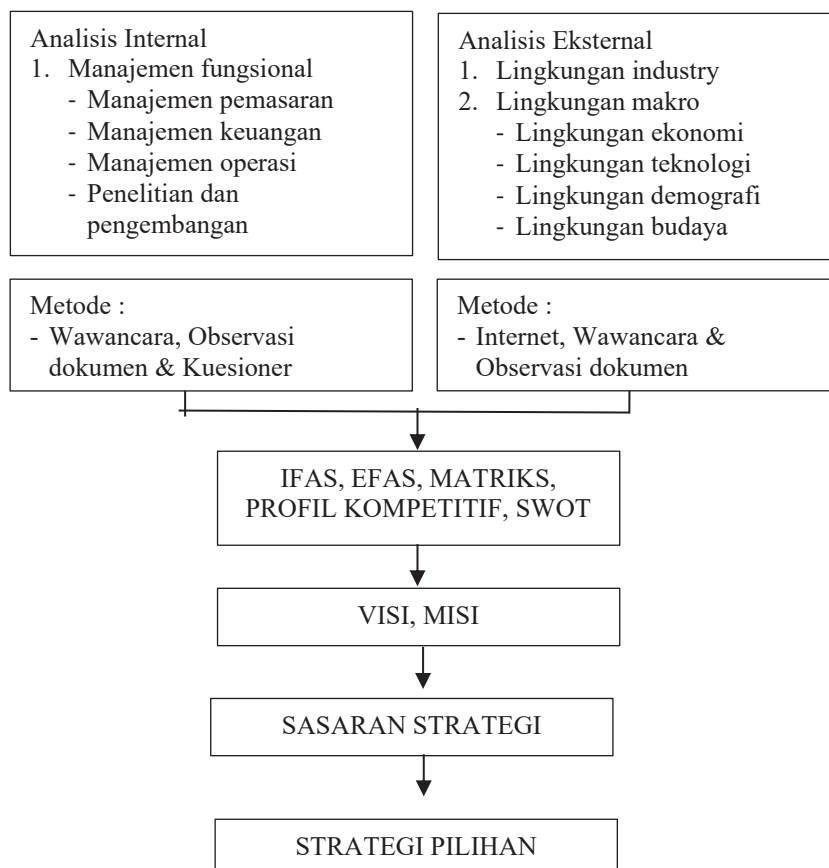 Analisis Internal
1. Manajemen fungsional
- Manajemen pemasaran
- Manajemen keuangan
- Manajemen operasi
- Penelitian dan
pengembangan
Analisis Eksternal
1. Lingkungan industry
2. Lingkungan makro
- Lingkungan ekonomi
- Lingkungan teknologi
- Lingkungan demografi
- Lingkungan budaya
Metode :
- Wawancara, Observasi
dokumen & Kuesioner
Metode :
- Internet, Wawancara &
Observasi dokumen
IFAS, EFAS, MATRIKS,
PROFIL KOMPETITIF, SWOT
VISI, MISI
SASARAN STRATEGI
STRATEGI PILIHAN